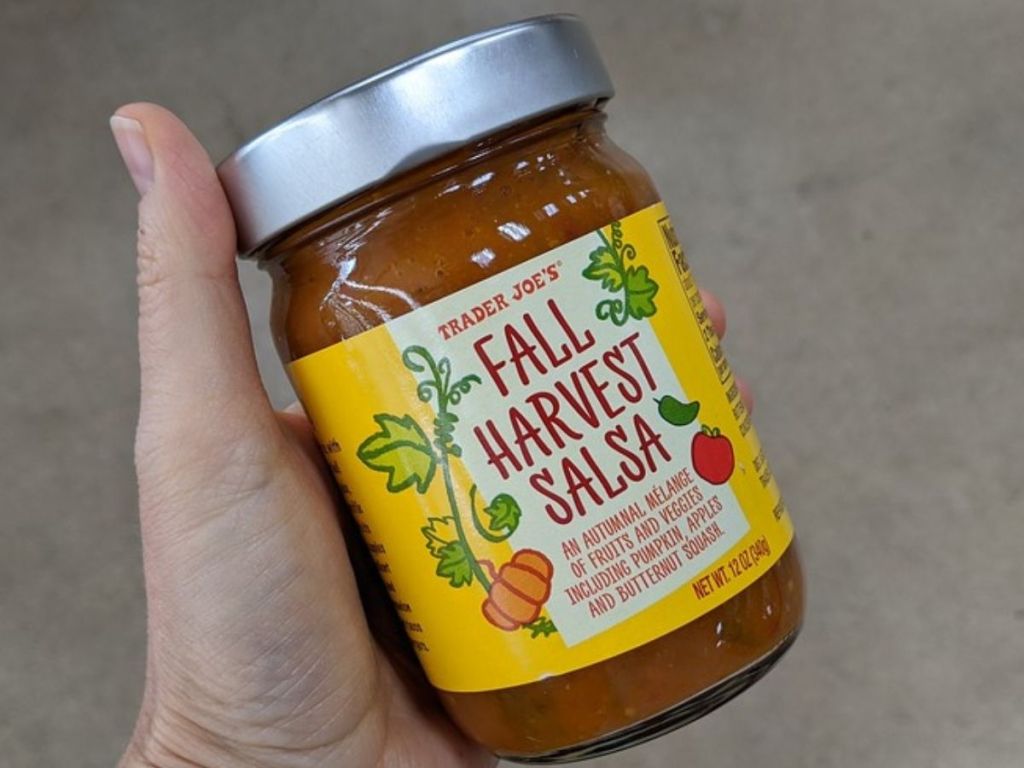 TRADER JOE'S®
FALL
HARVEST
SALSA
AN AUTUMNAL MÉLANGE
OF FRUITS AND VEGGIES
INCLUDING PUMPKIN, APPLES
AND BUTTERNUT SQUASH.
NET WT. 12 OZ (340g)